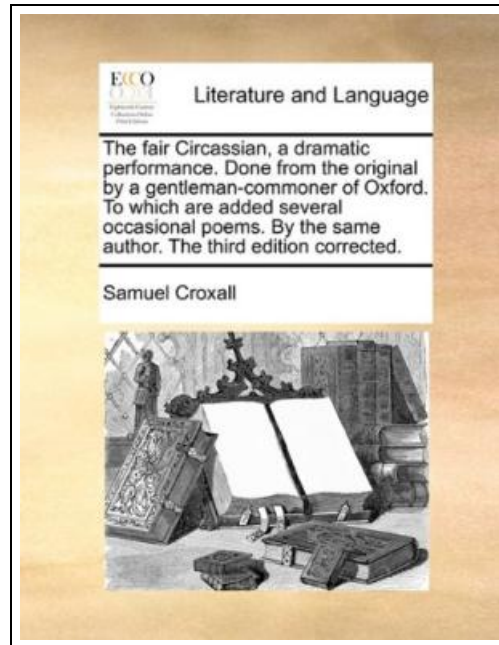 ECCO
Literature and Language
The fair Circassian, a dramatic
performance. Done from the original
by a gentleman-commoner of Oxford.
To which are added several
occasional poems. By the same
author. The third edition corrected.
Samuel Croxall